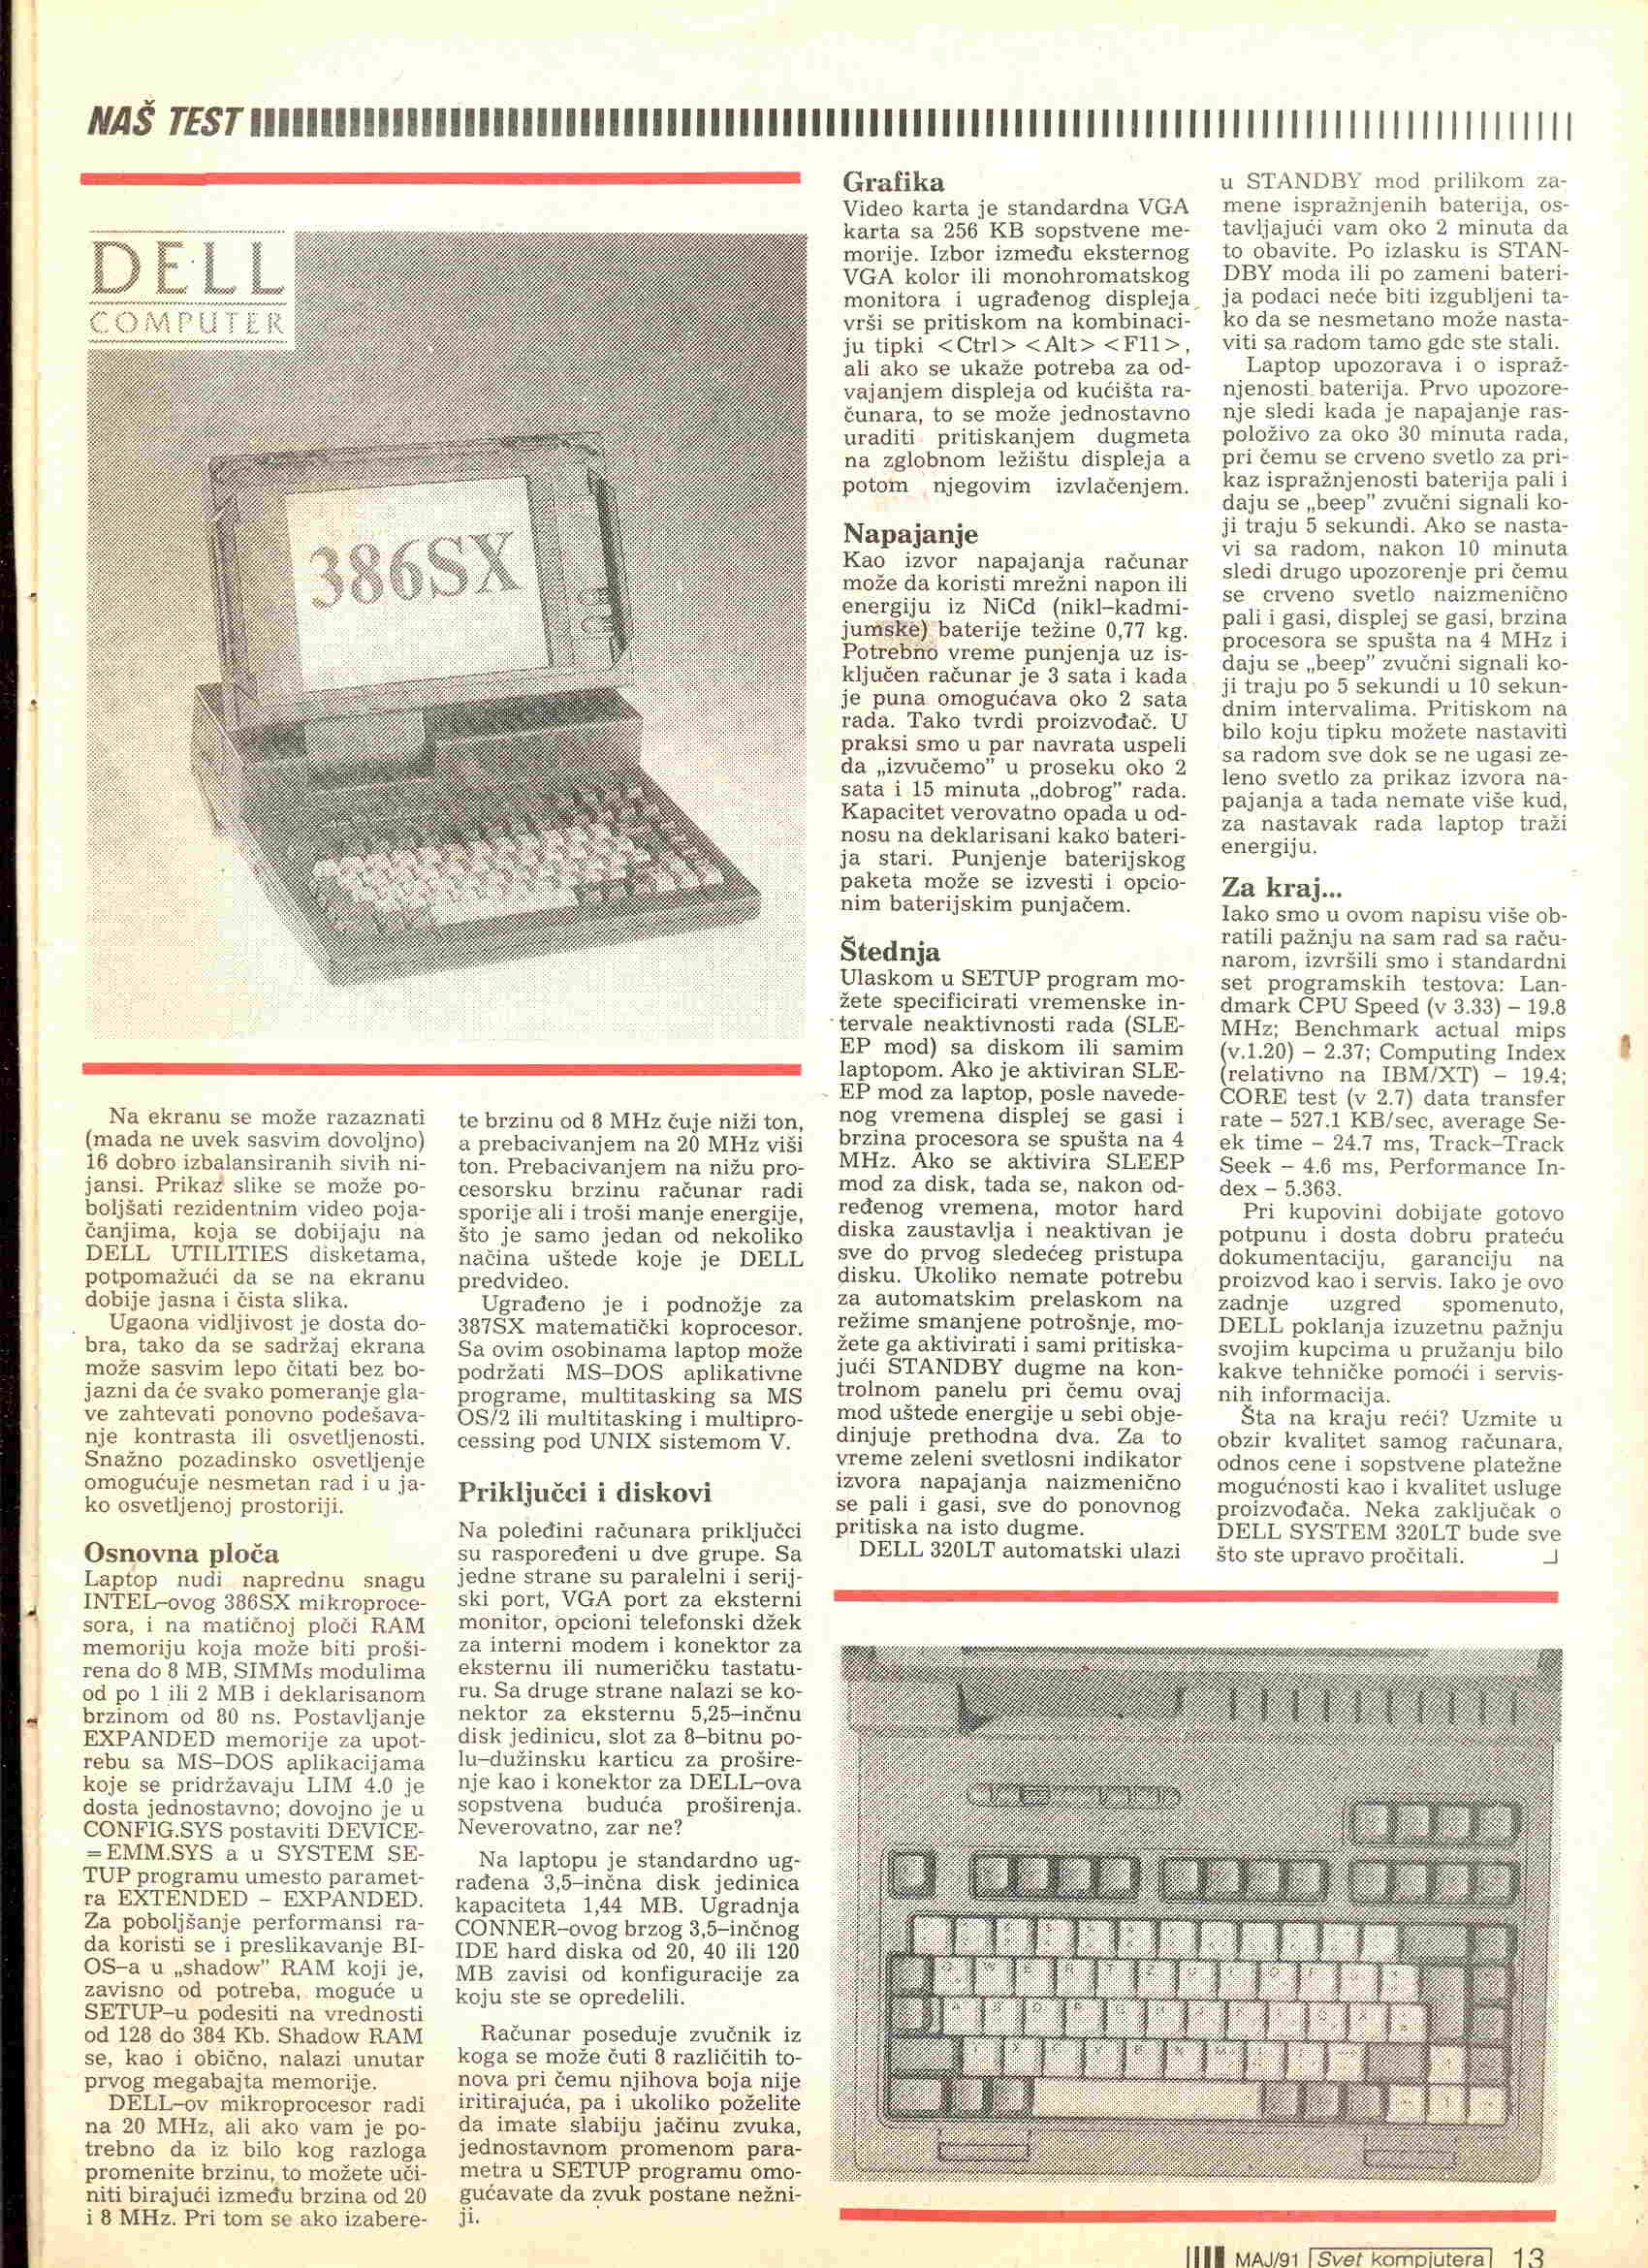 NAŠ TEST
DELL
COMPUTER
386SX
Na ekranu se može razaznati
(mada ne uvek sasvim dovoljno)
16 dobro izbalansiranih sivih ni-
jansi. Prikaz slike se može po-
boljšati rezidentnim video poja-
čanjima, koja se dobijaju na
DELL UTILITIES disketama,
potpomažući da se na ekranu
dobije jasna i čista slika.
Ugaona vidljivost je dosta do-
bra, tako da se sadržaj ekrana
može sasvim lepo čitati bez bo-
jazni da će svako pomeranje gla-
ve zahtevati ponovno podešava-
nje kontrasta ili osvetljenosti.
Snažno pozadinsko osvetljenje
omogućuje nesmetan rad i u ja-
ko osvetljenoj prostoriji.
Osnovna ploča
Laptop nudi naprednu snagu
INTEL-ovog 386SX mikroproce-
sora, i na matičnoj ploči RAM
memoriju koja može biti proši-
rena do 8 MB, SIMMs modulima
od po 1 ili 2 MB i deklarisanom
brzinom od 80 ns. Postavljanje
EXPANDED memorije za upot-
rebu sa MS-DOS aplikacijama
koje se pridržavaju LIM 4.0 je
dosta jednostavno; dovojno je u
CONFIG.SYS postaviti DEVICE-
=EMM.SYS a u SYSTEM SE-
TUP programu umesto paramet-
ra EXTENDED - EXPANDED.
Za poboljšanje performansi ra-
da koristi se i preslikavanje BI-
OS-a u „shadow” RAM koji je,
zavisno od potreba, moguće u
SETUP-u podesiti na vrednosti
od 128 do 384 Kb. Shadow RAM
se, kao i obično, nalazi unutar
prvog megabajta memorije.
DELL-ov mikroprocesor radi
na 20 MHz, ali ako vam je po-
trebno da iz bilo kog razloga
promenite brzinu, to možete uči-
niti birajući između brzina od 20
i 8 MHz. Pri tom se ako izabere-
te brzinu od 8 MHz čuje niži ton,
a prebacivanjem na 20 MHz viši
ton. Prebacivanjem na nižu pro-
cesorsku brzinu računar radi
sporije ali i troši manje energije,
što je samo jedan od nekoliko
načina uštede koje je DELL
predvideo.
Ugrađeno je i podnožje za
387SX matematički koprocesor.
Sa ovim osobinama laptop može
podržati MS-DOS aplikativne
programe, multitasking sa MS
OS/2 ili multitasking i multipro-
cessing pod UNIX sistemom V.
Priključci i diskovi
Na poleđini računara priključci
su raspoređeni u dve grupe. Sa
jedne strane su paralelni i serij-
ski port, VGA port za eksterni
monitor, opcioni telefonski džek
za interni modem i konektor za
eksternu ili numeričku tastatu-
ru. Sa druge strane nalazi se ko-
nektor za eksternu 5,25-inčnu
disk jedinicu, slot za 8-bitnu po-
lu-dužinsku karticu za prošire-
nje kao i konektor za DELL-ova
sopstvena buduća proširenja.
Neverovatno, zar ne?
Na laptopu je standardno ug-
rađena 3,5-inčna disk jedinica
kapaciteta 1,44 MB. Ugradnja
CONNER-ovog brzog 3,5-inčnog
IDE hard diska od 20, 40 ili 120
MB zavisi od konfiguracije za
koju ste se opredelili.
Računar poseduje zvučnik iz
koga se može čuti 8 različitih to-
nova pri čemu njihova boja nije
iritirajuća, pa i ukoliko poželite
da imate slabiju jačinu zvuka,
jednostavnom promenom para-
metra u SETUP programu omo-
gućavate da zvuk postane nežni-
ji.
Grafika
Video karta je standardna VGA
karta sa 256 KB sopstvene me-
morije. Izbor između eksternog
VGA kolor ili monohromatskog
monitora i ugrađenog displeja
vrši se pritiskom na kombinaci-
ju tipki <Ctrl> <Alt> <F11>,
ali ako se ukaže potreba za od-
vajanjem displeja od kućišta ra-
čunara, to se može jednostavno
uraditi pritiskanjem dugmeta
na zglobnom ležištu displeja a
potom njegovim izvlačenjem.
Napajanje
Kao izvor napajanja računar
može da koristi mrežni napon ili
energiju iz NiCd (nikl-kadmi-
jumske) baterije težine 0,77 kg.
Potrebno vreme punjenja uz is-
ključen računar je 3 sata i kada
je puna omogućava oko 2 sata
rada. Tako tvrdi proizvođač. U
praksi smo u par navrata uspeli
da „izvučemo” u proseku oko 2
sata i 15 minuta „dobrog” rada.
Kapacitet verovatno opada u od-
nosu na deklarisani kako bateri-
ja stari. Punjenje baterijskog
paketa može se izvesti i opcio-
nim baterijskim punjačem.
Štednja
Ulaskom u SETUP program mo-
žete specificirati vremenske in-
tervale neaktivnosti rada (SLE-
EP mod) sa diskom ili samim
laptopom. Ako je aktiviran SLE-
EP mod za laptop, posle navede-
nog vremena displej se gasi i
brzina procesora se spušta na 4
MHz. Ako se aktivira SLEEP
mod za disk, tada se, nakon od-
ređenog vremena, motor hard
diska zaustavlja i neaktivan je
sve do prvog sledećeg pristupa
disku. Ukoliko nemate potrebu
za automatskim prelaskom na
režime smanjene potrošnje, mo-
žete ga aktivirati i sami pritiska-
jući STANDBY dugme na kon-
trolnom panelu pri čemu ovaj
mod uštede energije u sebi obje-
dinjuje prethodna dva. Za to
vreme zeleni svetlosni indikator
izvora napajanja naizmenično
se pali i gasi, sve do ponovnog
pritiska na isto dugme.
DELL 320LT automatski ulazi
u STANDBY mod prilikom za-
mene ispražnjenih baterija, os-
tavljajući vam oko 2 minuta da
to obavite. Po izlasku is STAN-
DBY moda ili po zameni bateri-
ja podaci neće biti izgubljeni ta-
ko da se nesmetano može nasta-
viti sa radom tamo gde ste stali.
Laptop upozorava i o ispraž-
njenosti baterija. Prvo upozore-
nje sledi kada je napajanje ras-
položivo za oko 30 minuta rada,
pri čemu se crveno svetlo za pri-
kaz ispražnjenosti baterija pali i
daju se „beep” zvučni signali ko-
ji traju 5 sekundi. Ako se nasta-
vi sa radom, nakon 10 minuta
sledi drugo upozorenje pri čemu
se crveno svetlo naizmenično
pali i gasi, displej se gasi, brzina
procesora se spušta na 4 MHz i
daju se „beep” zvučni signali ko-
ji traju po 5 sekundi u 10 sekun-
dnim intervalima. Pritiskom na
bilo koju tipku možete nastaviti
sa radom sve dok se ne ugasi ze-
leno svetlo za prikaz izvora na-
pajanja a tada nemate više kud,
za nastavak rada laptop traži
energiju.
Za kraj...
Iako smo u ovom napisu više ob-
ratili pažnju na sam rad sa raču-
narom, izvršili smo i standardni
set programskih testova: Lan-
dmark CPU Speed (v 3.33) - 19.8
MHz; Benchmark actual mips
(v.1.20) - 2.37; Computing Index
(relativno na IBM/XT) - 19.4;
CORE test (v 2.7) data transfer
rate - 527.1 KB/sec, average Se-
ek time - 24.7 ms, Track-Track
Seek - 4.6 ms, Performance In-
dex - 5.363.
Pri kupovini dobijate gotovo
potpunu i dosta dobru prateću
dokumentaciju, garanciju na
proizvod kao i servis. Iako je ovo
zadnje uzgred spomenuto,
DELL poklanja izuzetnu pažnju
svojim kupcima u pružanju bilo
kakve tehničke pomoći i servis-
nih informacija.
Šta na kraju reći? Uzmite u
obzir kvalitet samog računara,
odnos cene i sopstvene platežne
mogućnosti kao i kvalitet usluge
proizvođača. Neka zaključak o
DELL SYSTEM 320LT bude sve
što ste upravo pročitali.
MAJ/91 Svet kompjutera 13